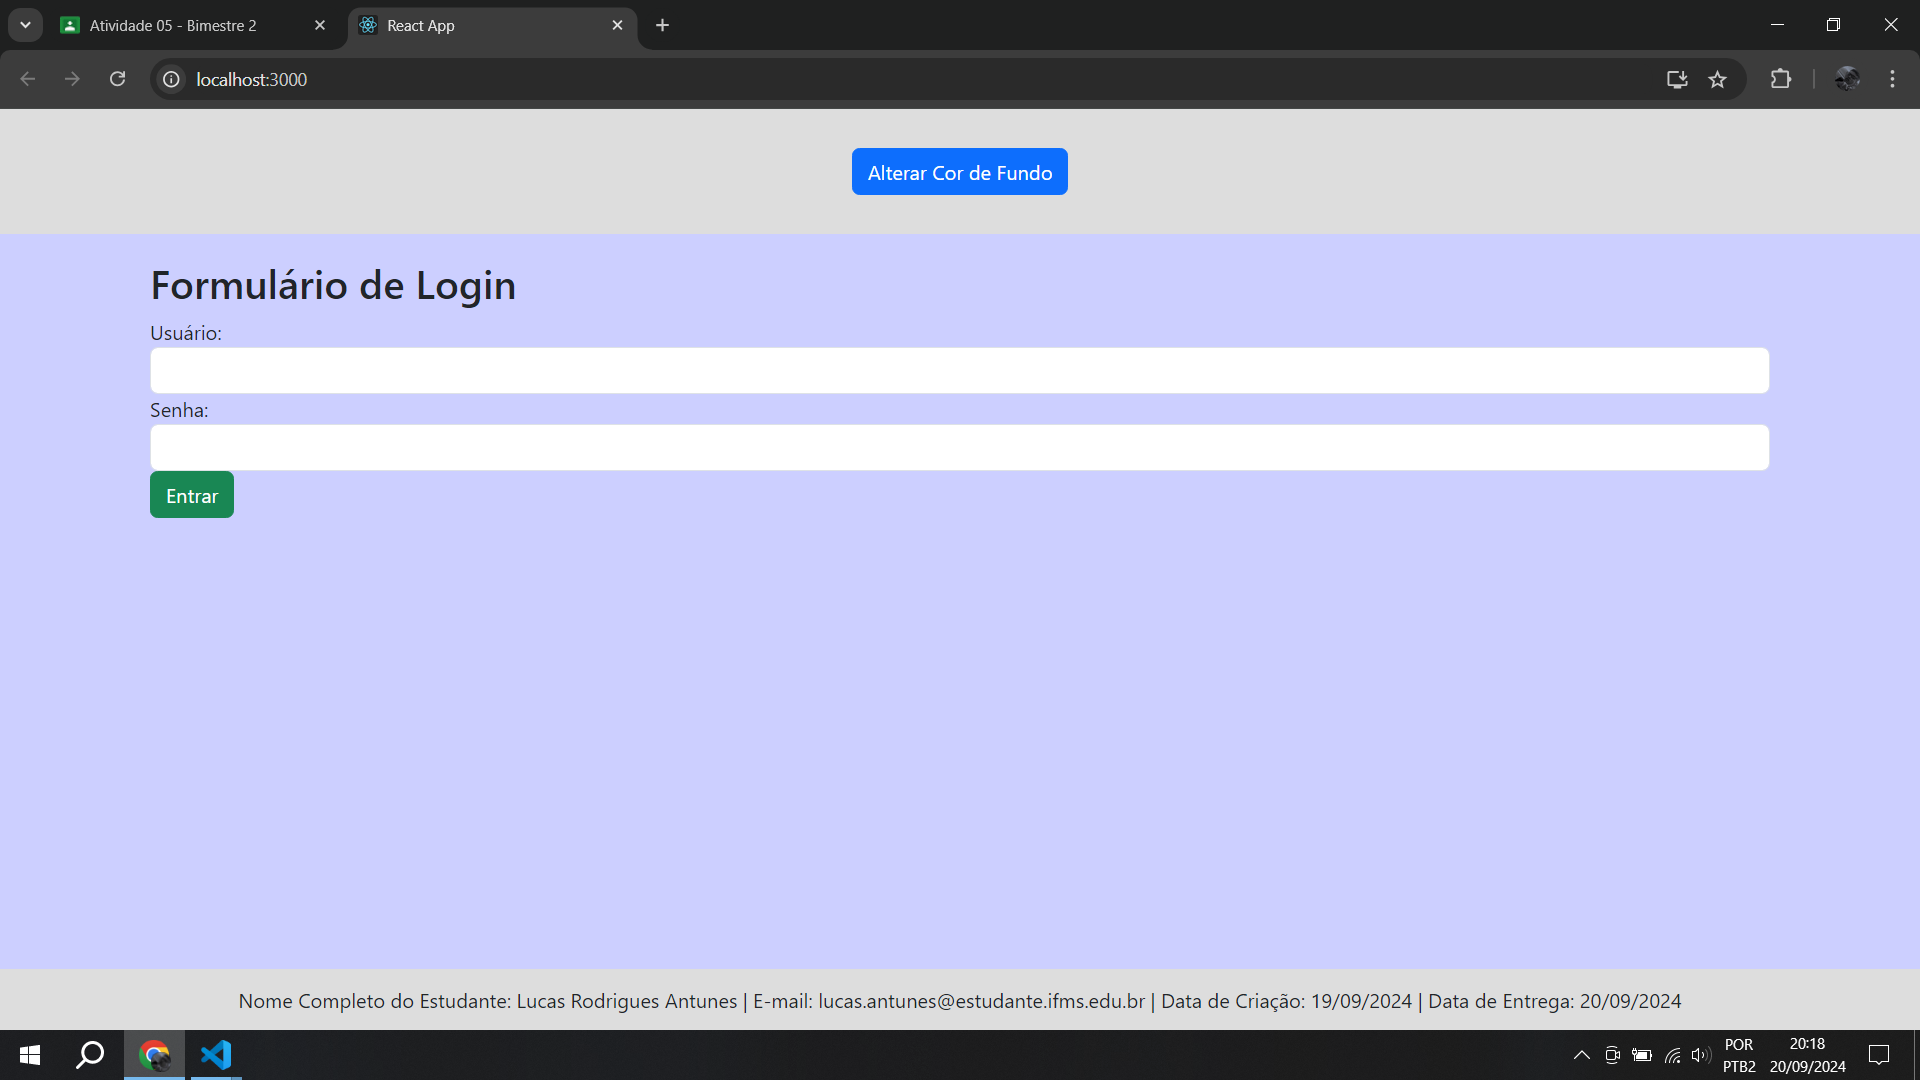 Atividade 05 - Bimestre 2
React App
localhost:3000
Alterar Cor de Fundo
Formulário de Login
Usuário:
Senha:
Entrar
Nome Completo do Estudante: Lucas Rodrigues Antunes | E-mail: lucas.antunes@estudante.ifms.edu.br | Data de Criação: 19/09/2024 | Data de Entrega: 20/09/2024
POR
PTB2
20:18
20/09/2024